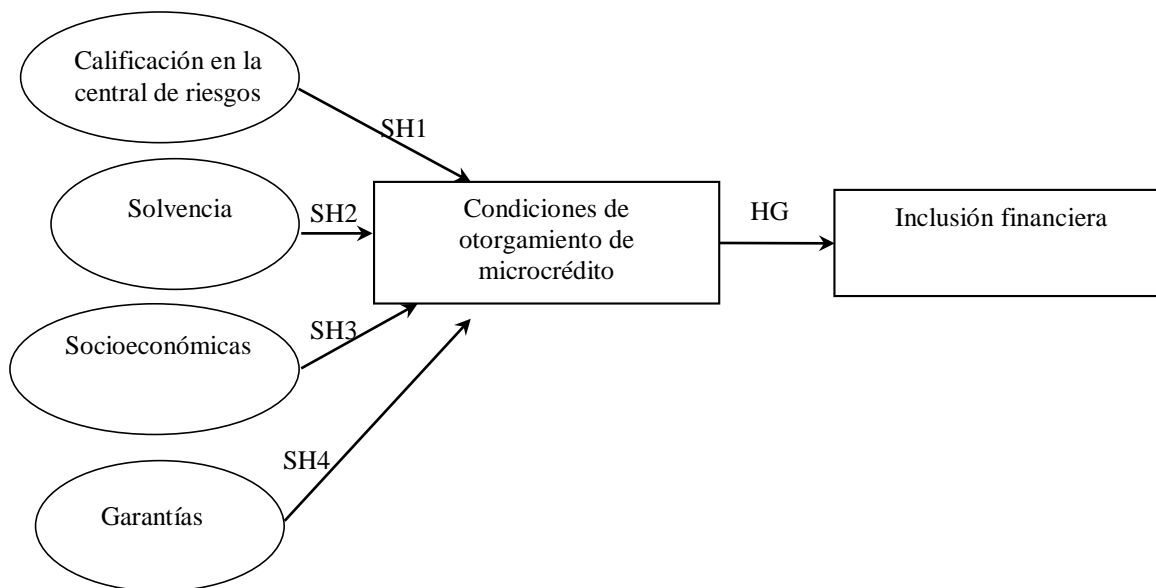 Calificación en la
central de riesgos
SH1
Solvencia
SH2
Condiciones de
otorgamiento de
microcrédito
HG
Inclusión financiera
Socioeconómicas
SH3
SH4
Garantías